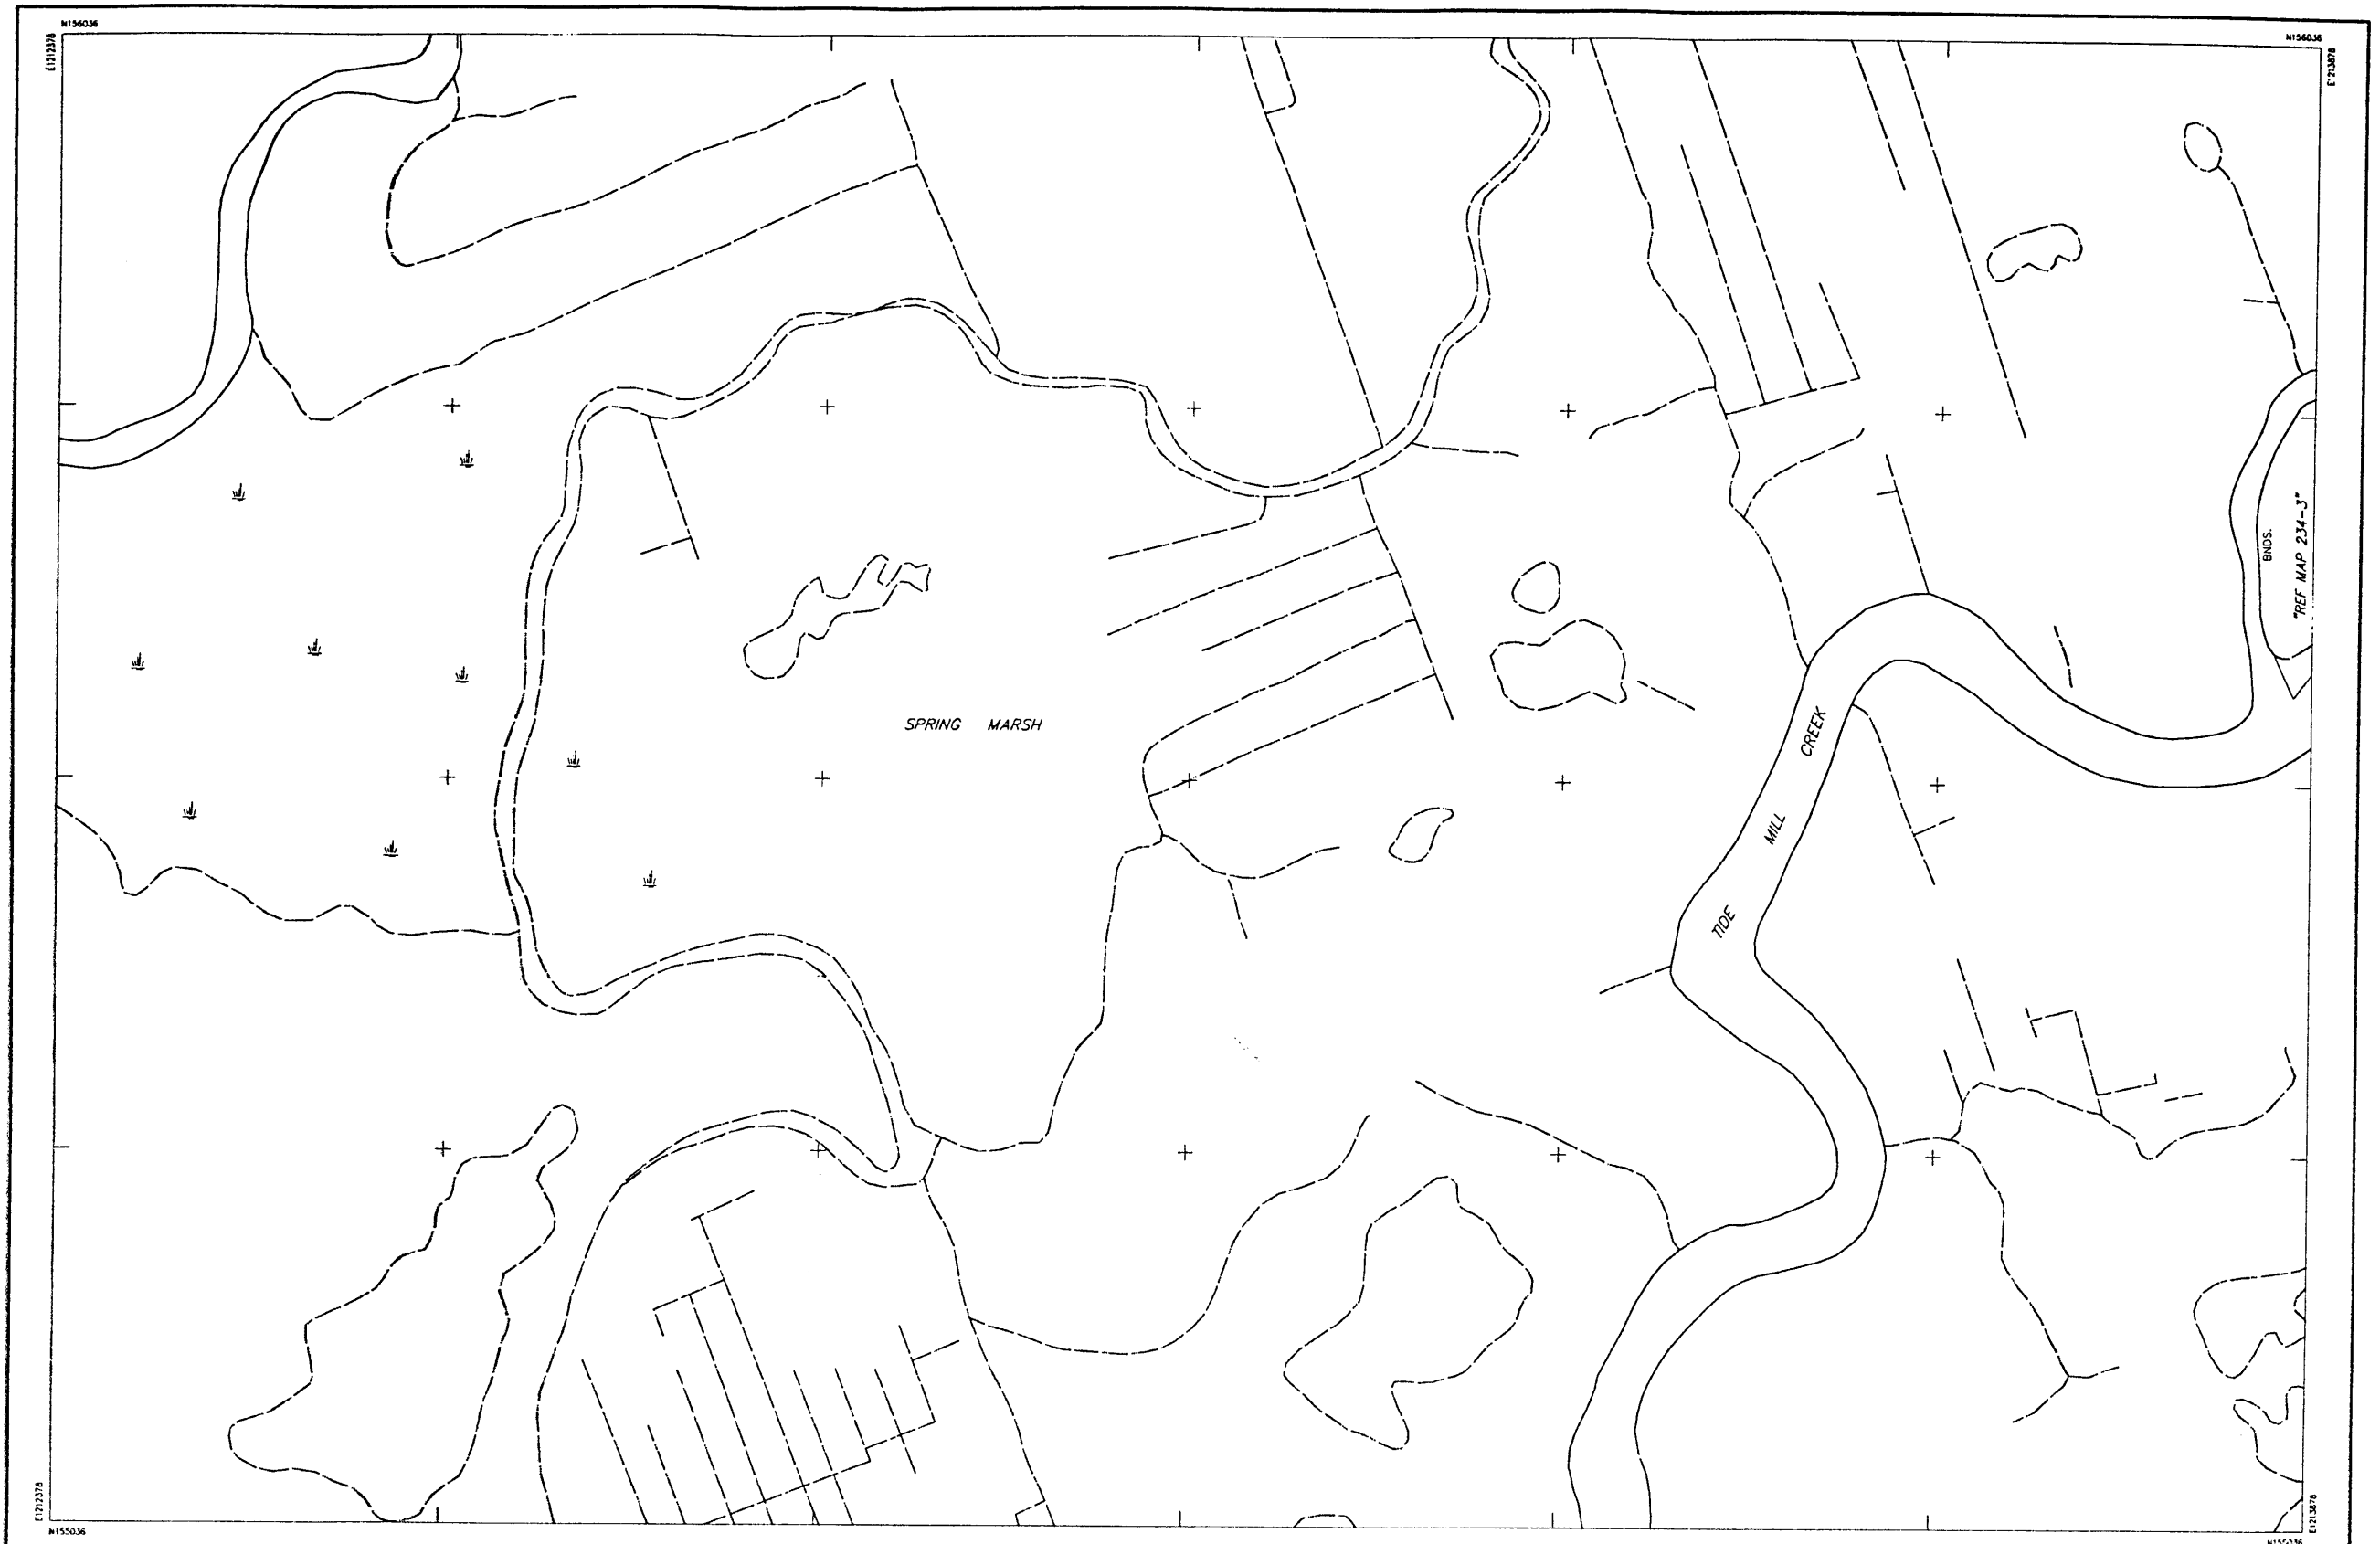 N156036
N156036
E1212378
E1213878
BNDS.
"REF MAP 234-3"
SPRING MARSH
TIDE MILL CREEK
E1212378
E1213878
N155036
N155036